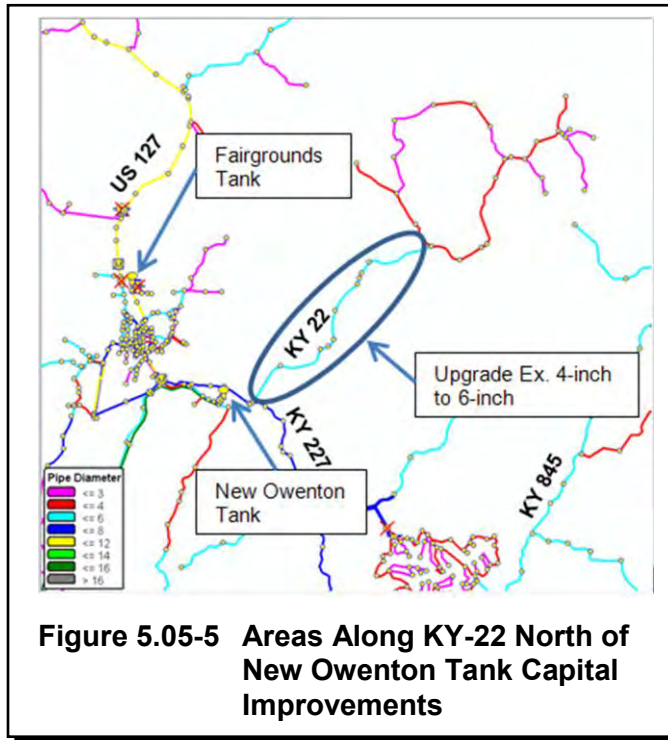 US 127
Fairgrounds
Tank
KY 22
Upgrade Ex. 4-inch
to 6-inch
KY 227
New Owenton
Tank
KY 845
Pipe Diameter
<= 3
<= 4
<= 6
<= 8
<= 12
<= 14
<= 16
> 16
Figure 5.05-5 Areas Along KY-22 North of
New Owenton Tank Capital
Improvements